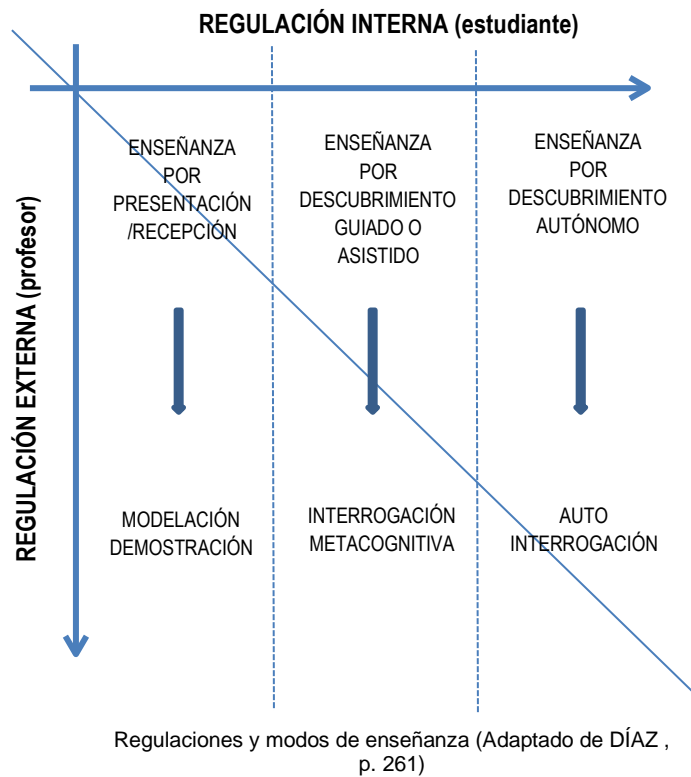 REGULACIÓN INTERNA (estudiante)
REGULACIÓN EXTERNA (profesor)
ENSEÑANZA
POR
PRESENTACIÓN
/RECEPCIÓN
ENSEÑANZA
POR
DESCUBRIMIENTO
GUIADO O
ASISTIDO
ENSEÑANZA
POR
DESCUBRIMIENTO
AUTÓNOMO
MODELACIÓN
DEMOSTRACIÓN
INTERROGACIÓN
METACOGNITIVA
AUTO
INTERROGACIÓN
Regulaciones y modos de enseñanza (Adaptado de DÍAZ ,
p. 261)